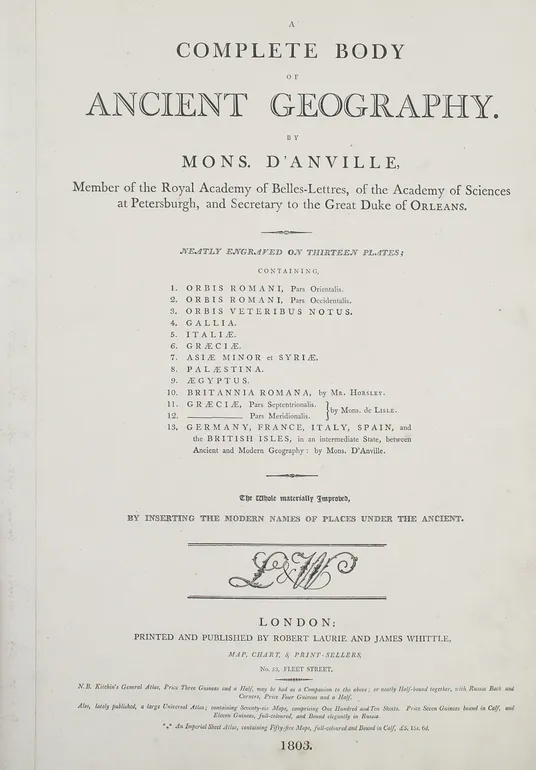 A
COMPLETE BODY
OF
ANCIENT GEOGRAPHY.
BY
MONS. D'ANVILLE,
Member of the Royal Academy of Belles-Lettres, of the Academy of Sciences
at Petersburgh, and Secretary to the Great Duke of ORLEANS.
NEATLY ENGRAVED ON THIRTEEN PLATES;
CONTAINING,
1. ORBIS ROMANI, Pars Orientalis.
2. ORBIS ROMANI, Pars Occidentalis.
3. ORBIS VETERIBUS NOTUS.
4. GALLIA.
5. ITALIÆ.
6. GRÆCIÆ.
7. ASIÆ MINOR et SYRIÆ.
8. PALÆSTINA.
9. ÆGYPTUS.
10. BRITANNIA ROMANA, by MR. HORSLEY.
11. GRÆCIÆ, Pars Septentrionalis. } by Mons. de LISLE.
12. ———— Pars Meridionalis.
13. GERMANY, FRANCE, ITALY, SPAIN, and
the BRITISH ISLES, in an intermediate State, between
Ancient and Modern Geography: by Mons. D'Anville.
The Whole materially Improved,
BY INSERTING THE MODERN NAMES OF PLACES UNDER THE ANCIENT.
L&W
LONDON:
PRINTED AND PUBLISHED BY ROBERT LAURIE AND JAMES WHITTLE,
MAP, CHART, & PRINT-SELLERS,
No. 53, FLEET STREET.
N.B. Kitchin's General Atlas, Price Three Guineas and a Half, may be had as a Companion to the above; or neatly Half-bound together, with Russia Back and
Corners, Price Four Guineas and a Half.
Also, lately published, a large Universal Atlas; containing Seventy-six Maps, comprising One Hundred and Ten Sheets. Price Seven Guineas bound in Calf, and
Eleven Guineas, full-coloured, and Bound elegantly in Russia.
*** An Imperial Sheet Atlas, containing Fifty-five Maps, full-coloured and Bound in Calf, £5. 15s. 6d.
1803.